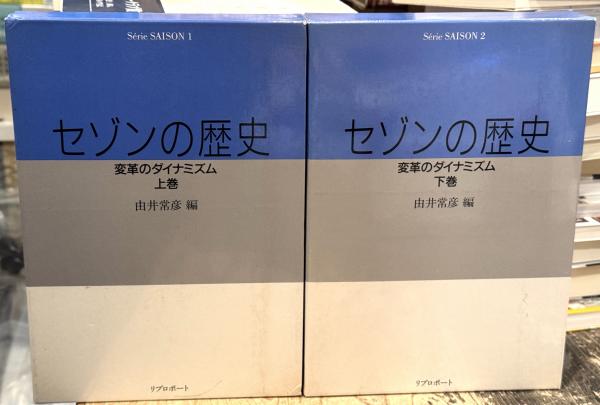 Série SAISON 1
セゾンの歴史
変革のダイナミズム
上巻
由井常彦 編
リブロポート
Série SAISON 2
セゾンの歴史
変革のダイナミズム
下巻
由井常彦 編
リブロポート